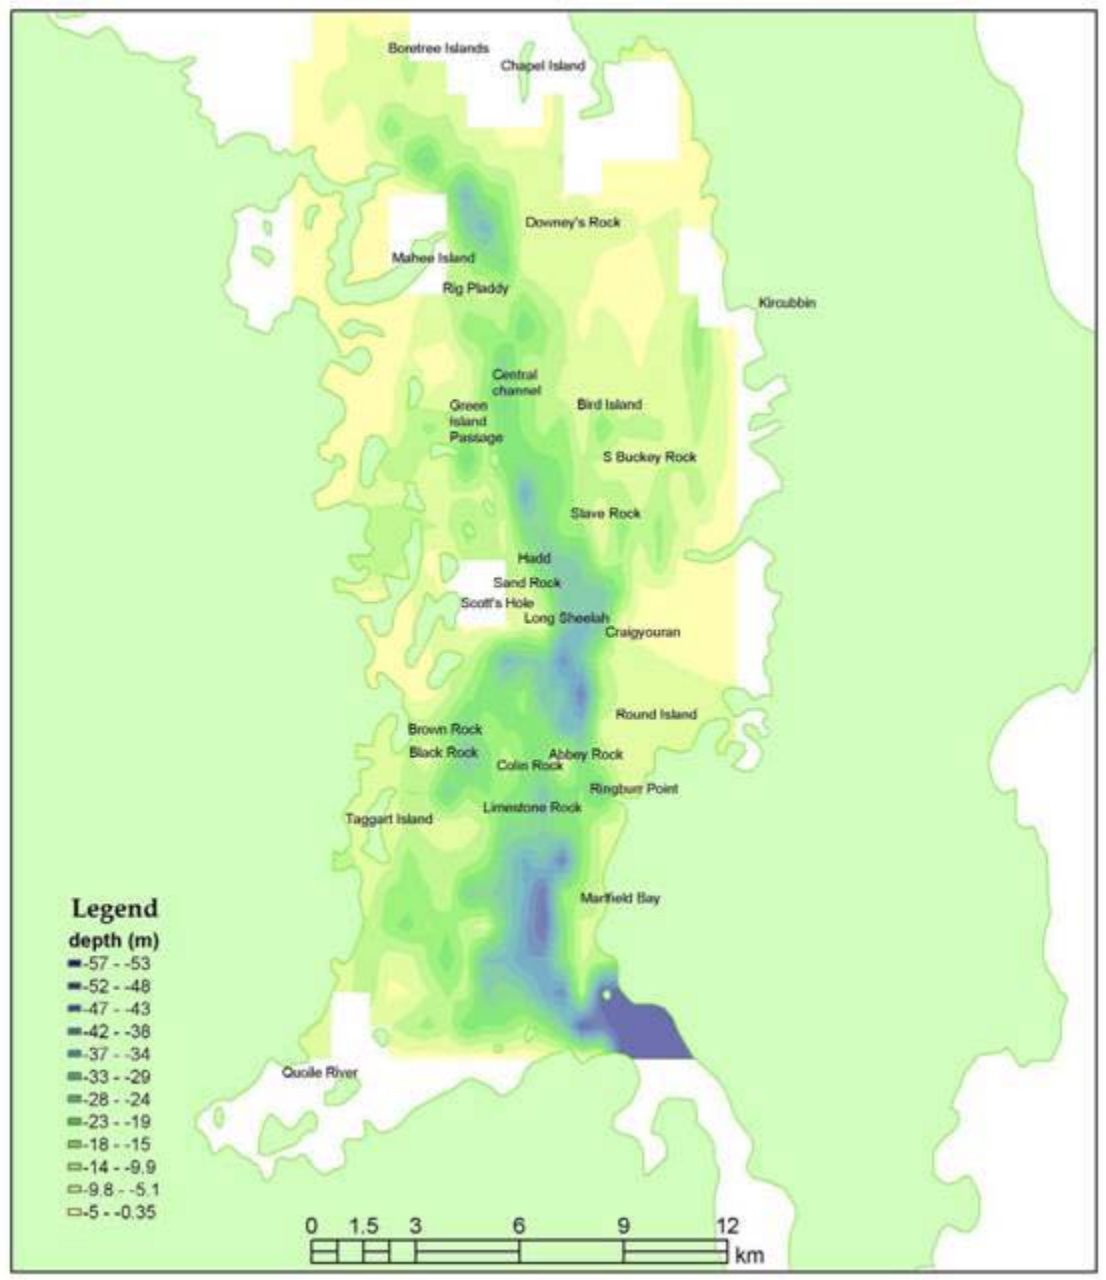 Boretree Islands
Chapel Island
Downey's Rock
Mahee Island
Rig Pladdy
Kircubbin
Central
channel
Green
Island
Passage
Bird Island
S Buckey Rock
Slave Rock
Hadd
Sand Rock
Scott's Hole
Long Sheelah
Craigyouran
Round Island
Brown Rock
Black Rock
Abbey Rock
Colin Rock
Ringburr Point
Limestone Rock
Taggart Island
Marlfield Bay
Quoile River
Legend
depth (m)
-57 - -53
-52 - -48
-47 - -43
-42 - -38
-37 - -34
-33 - -29
-28 - -24
-23 - -19
-18 - -15
-14 - -9.9
-9.8 - -5.1
-5 - -0.35
0 1.5 3 6 9 12
km